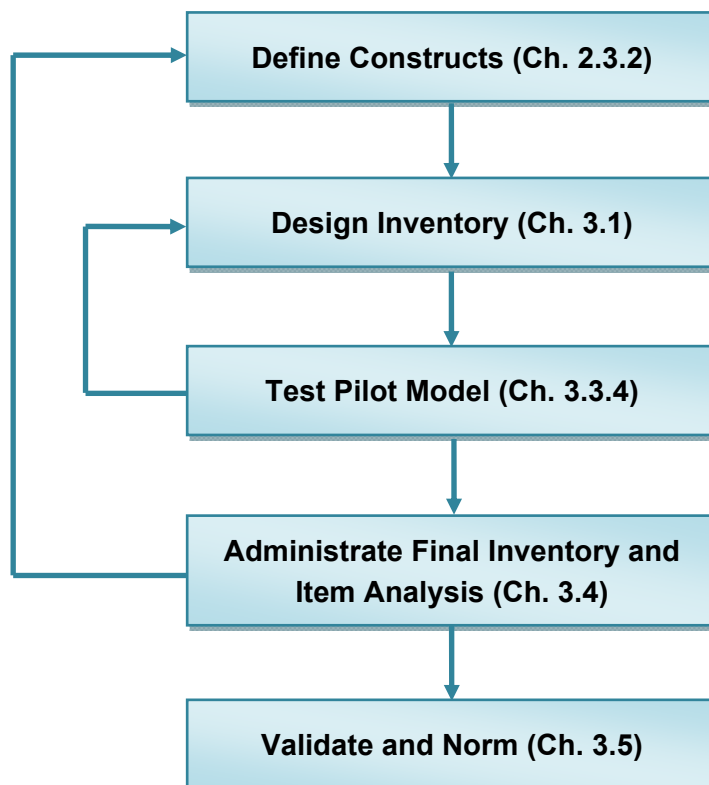 Define Constructs (Ch. 2.3.2)
Design Inventory (Ch. 3.1)
Test Pilot Model (Ch. 3.3.4)
Administrate Final Inventory and
Item Analysis (Ch. 3.4)
Validate and Norm (Ch. 3.5)